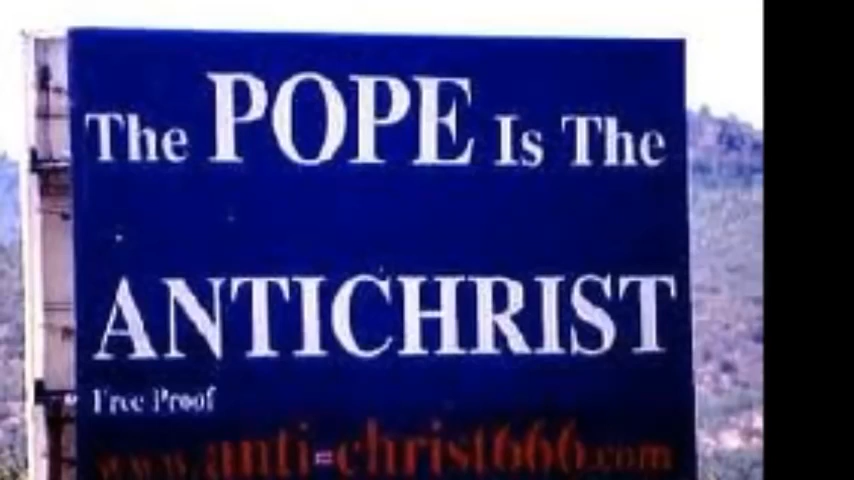 The POPE Is The
ANTICHRIST
Free Proof
www.anti-christ666.com